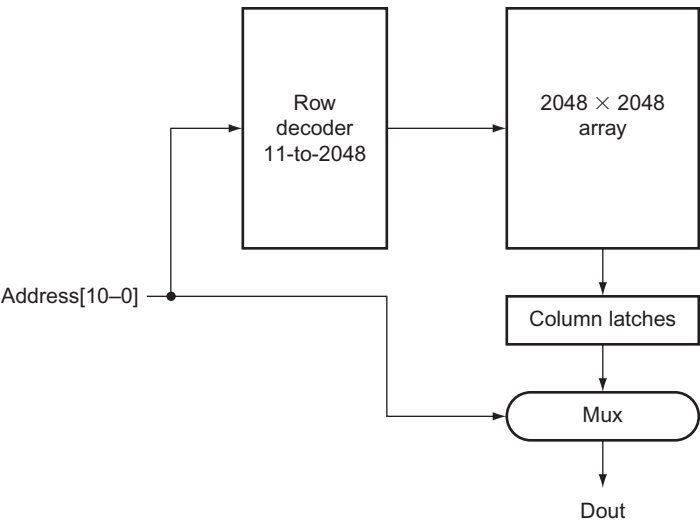 Row
decoder
11-to-2048
2048 × 2048
array
Address[10–0]
Column latches
Mux
Dout